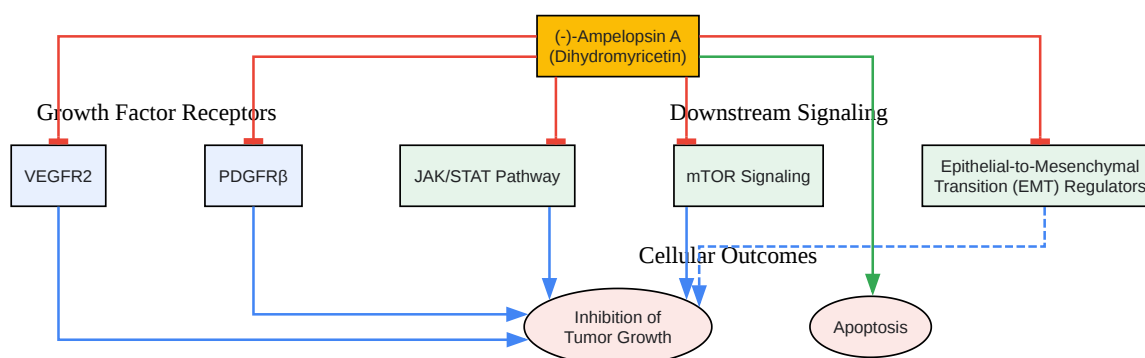 (-)-Ampelopsin A
(Dihydromyricetin)
Growth Factor Receptors
Downstream Signaling
VEGFR2
PDGFRβ
JAK/STAT Pathway
mTOR Signaling
Epithelial-to-Mesenchymal
Transition (EMT) Regulators
Cellular Outcomes
Inhibition of
Tumor Growth
Apoptosis